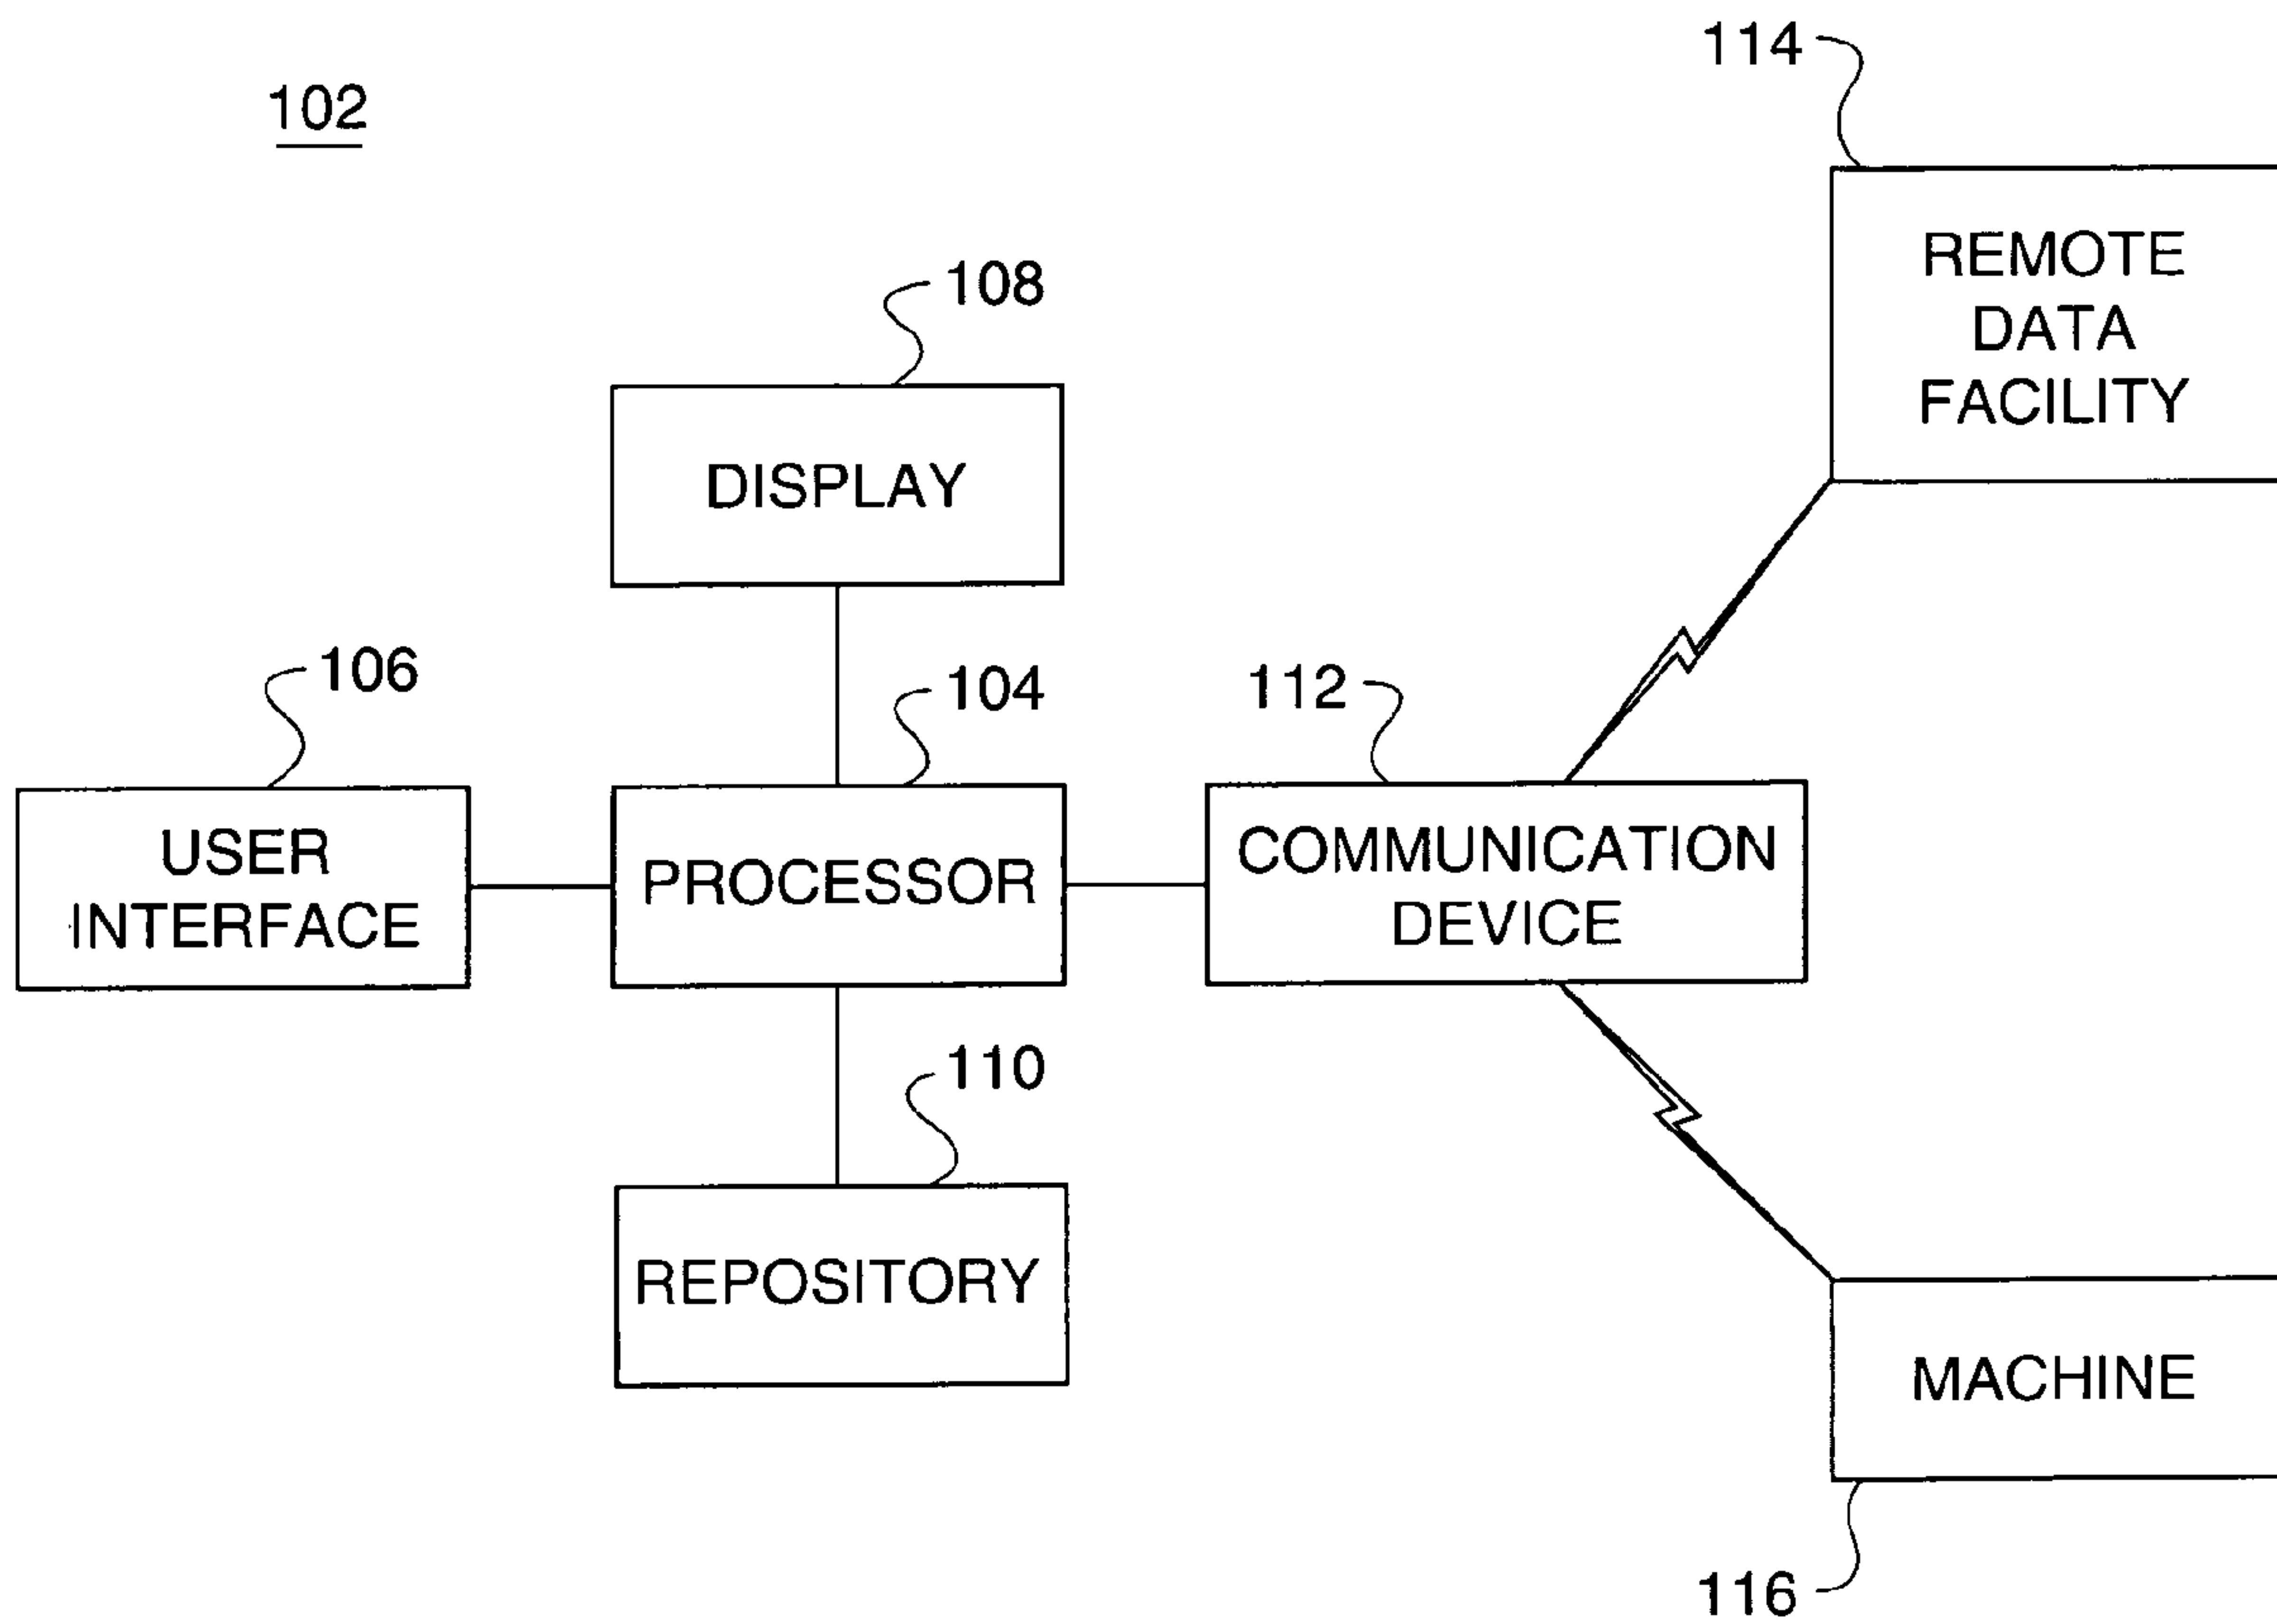 102
114
REMOTE
DATA
FACILITY
108
DISPLAY
106
USER
INTERFACE
104
PROCESSOR
112
COMMUNICATION
DEVICE
110
REPOSITORY
MACHINE
116